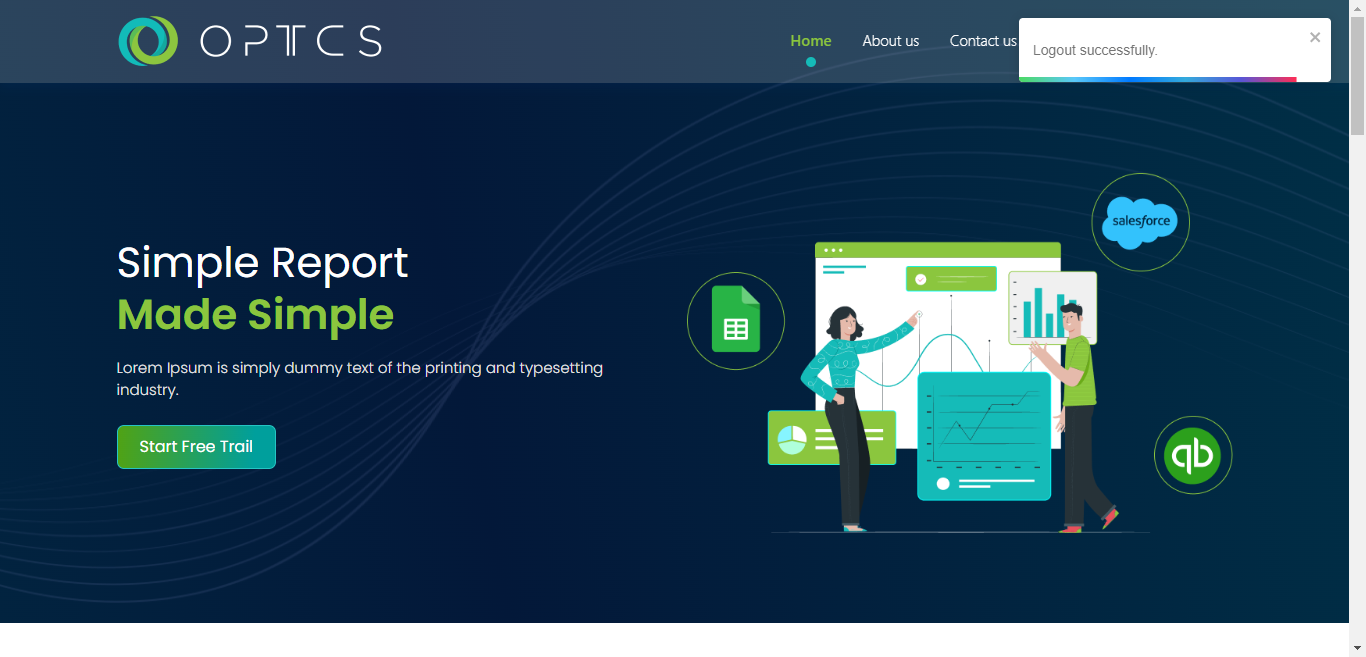 OPTCS
Home
About us
Contact us
Logout successfully.
×
Simple Report
Made Simple
Lorem Ipsum is simply dummy text of the printing and typesetting
industry.
Start Free Trail
salesforce
qb